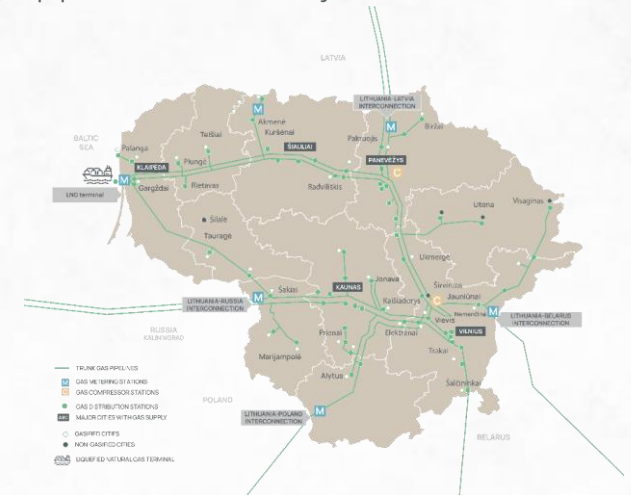 LATVIA
LITHUANIA-LATVIA
INTERCONNECTION
M
Akmenė
Kuršėnai
M
Biržai
Pakruojis
BALTIC
SEA
Palanga
Telšiai
ŠIAULIAI
PANEVĖŽYS
KLAIPĖDA
Plungė
C
M
Gargždai
Rietavas
Radviliškis
LNG terminal
Utena
Visaginas
Šilalė
Tauragė
Ukmergė
Jonava
Širvintos
Šakiai
KAUNAS
Jauniūnai
LITHUANIA-RUSSIA
INTERCONNECTION
M
Kaišiadorys
C
Nemenčinė
M
LITHUANIA-BELARUS
INTERCONNECTION
Vievis
RUSSIA
KALININGRAD
Prienai
Elektrėnai
VILNIUS
Marijampolė
Trakai
Alytus
Šalčininkai
POLAND
LITHUANIA-POLAND
INTERCONNECTION
M
BELARUS
TRUNK GAS PIPELINES
M GAS METERING STATIONS
C GAS COMPRESSOR STATIONS
GAS DISTRIBUTION STATIONS
ABC MAJOR CITIES WITH GAS SUPPLY
GASIFIED CITIES
NON-GASIFIED CITIES
LIQUEFIED NATURAL GAS TERMINAL